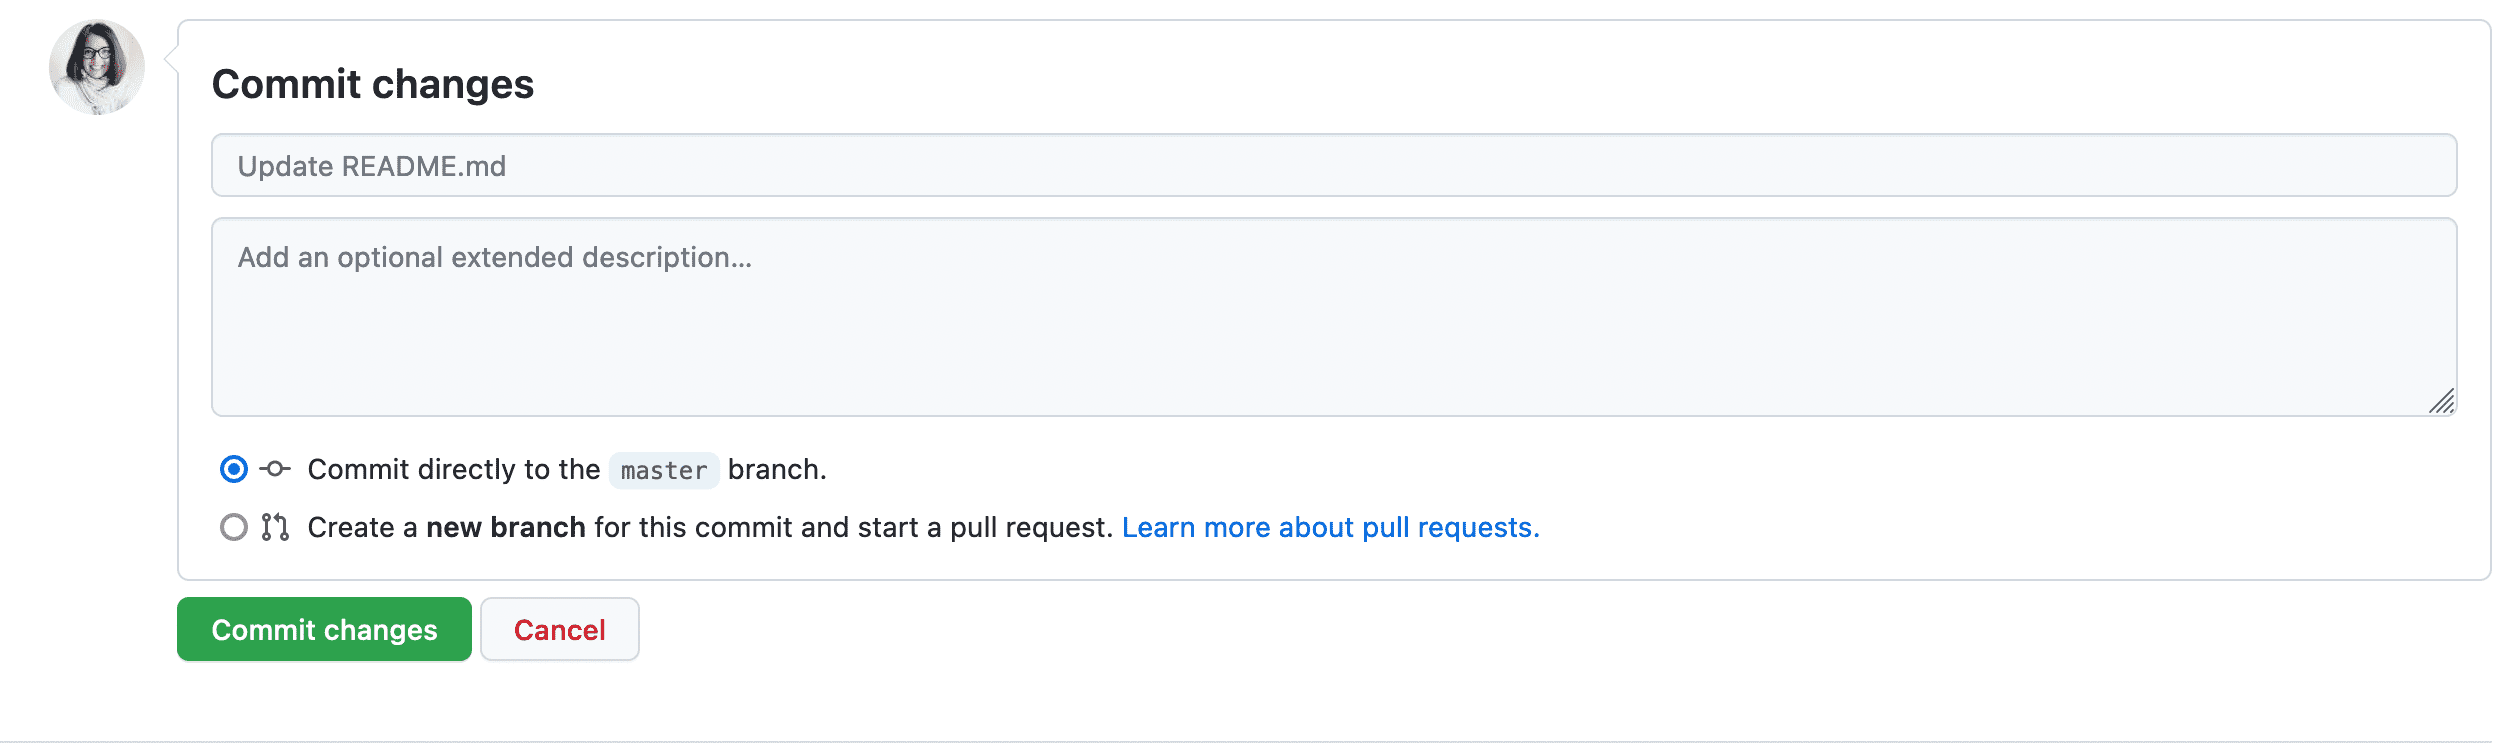 Commit changes
Update README.md
Add an optional extended description...
Commit directly to the master branch.
Create a new branch for this commit and start a pull request. Learn more about pull requests.
Commit changes
Cancel